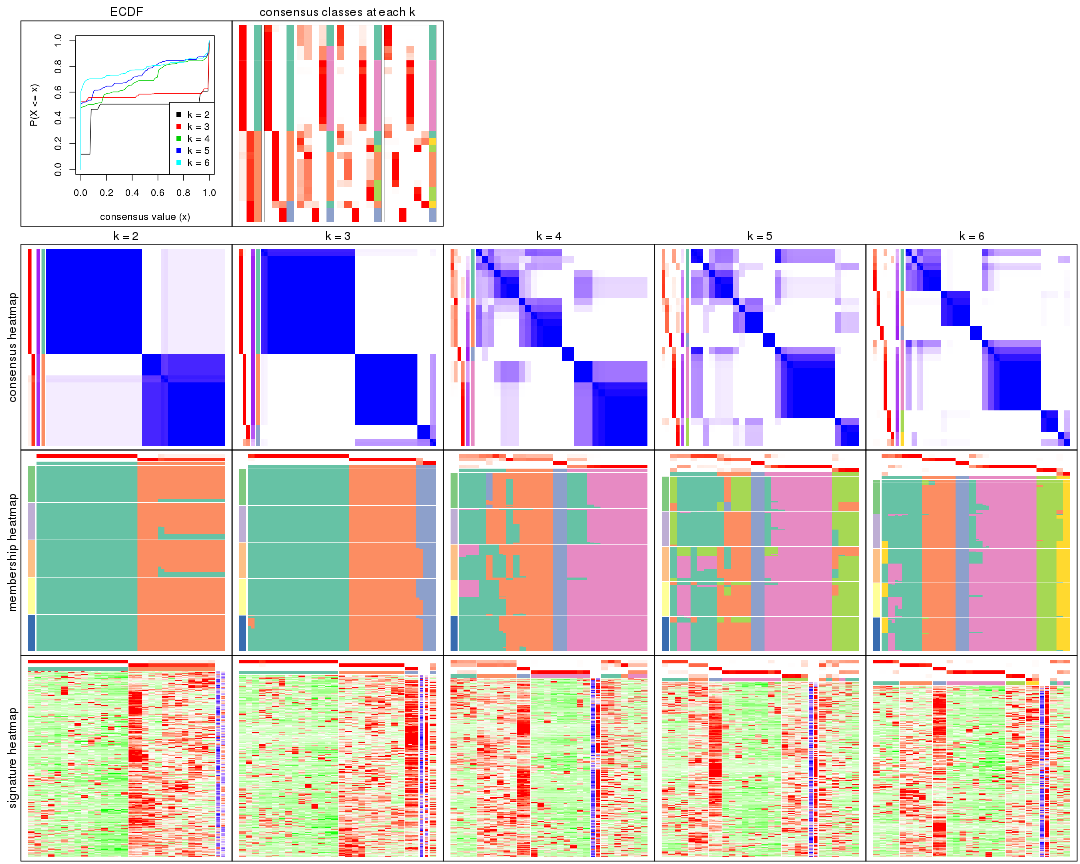 ECDF
consensus classes at each k
P(X <= x)
0.0
0.2
0.4
0.6
0.8
1.0
0.0 0.2 0.4 0.6 0.8 1.0
k = 2
k = 3
k = 4
k = 5
k = 6
consensus value (x)
k = 2
k = 3
k = 4
k = 5
k = 6
consensus heatmap
membership heatmap
signature heatmap